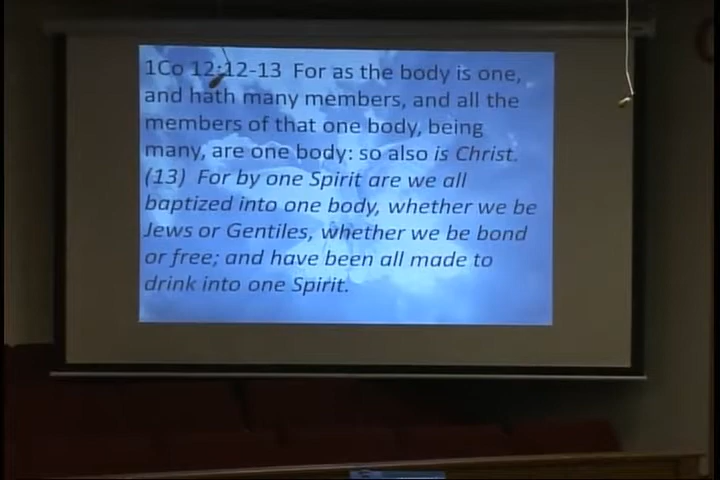 1Co 12:12-13 For as the body is one,
and hath many members, and all the
members of that one body, being
many, are one body: so also is Christ.
(13) For by one Spirit are we all
baptized into one body, whether we be
Jews or Gentiles, whether we be bond
or free; and have been all made to
drink into one Spirit.